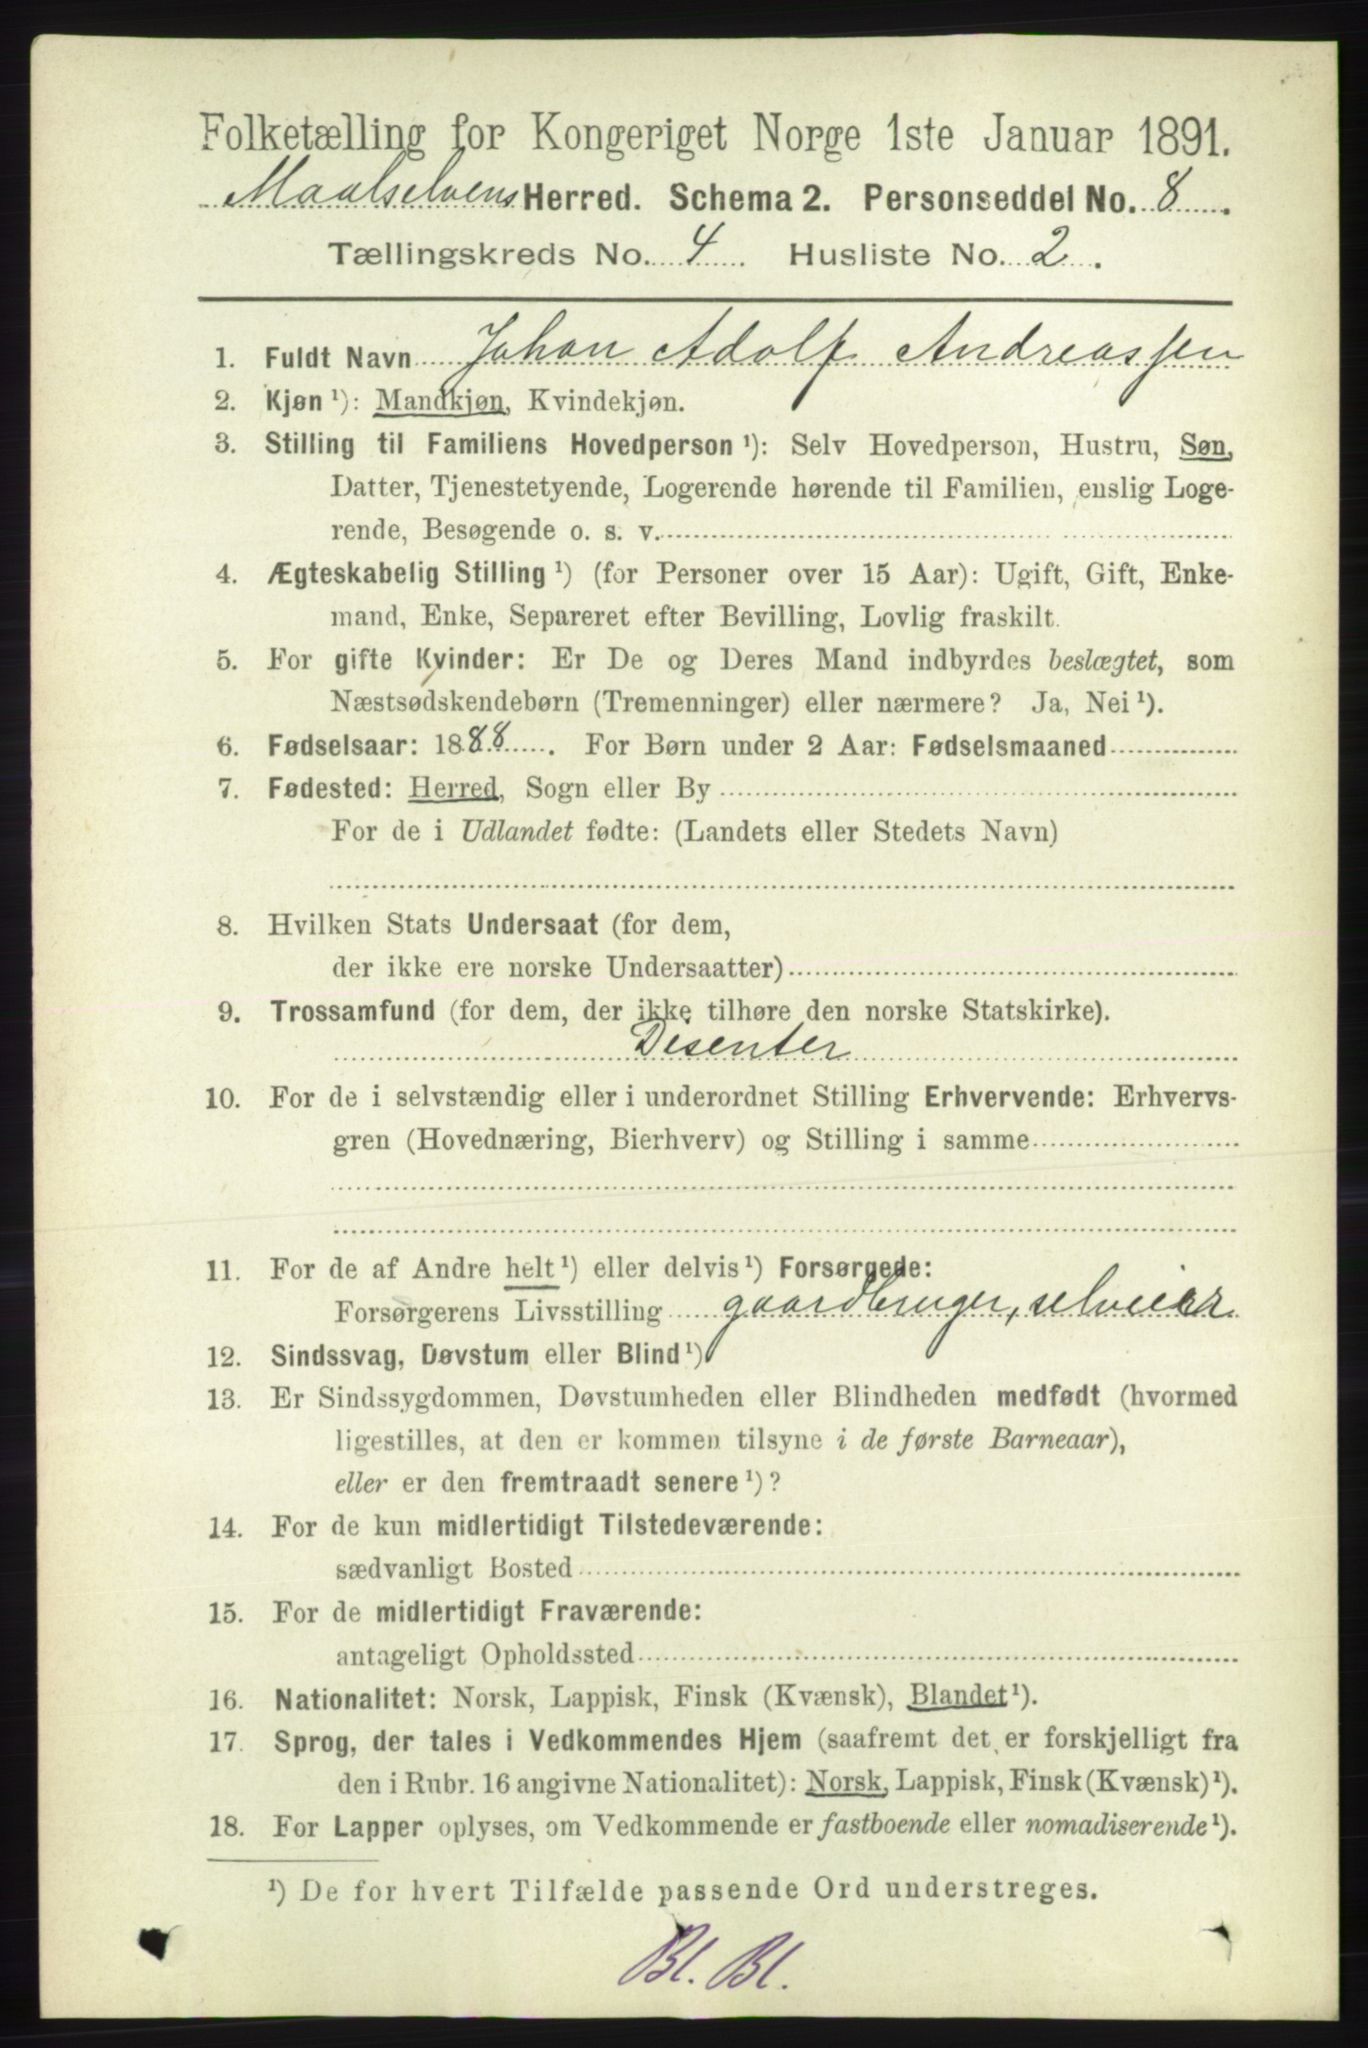 Folketælling for Kongeriget Norge 1ste Januar 1891.
Maalselvens Herred. Schema 2. Personseddel No. 8.
Tællingskreds No. 4. Husliste No. 2.
1. Fuldt Navn Johan Adolf Andreassen
2. Kjøn ¹): Mandkjøn, Kvindekjøn.
3. Stilling til Familiens Hovedperson ¹): Selv Hovedperson, Hustru, Søn,
Datter, Tjenestetyende, Logerende hørende til Familien, enslig Loge-
rende, Besøgende o. s. v.
4. Ægteskabelig Stilling ¹) (for Personer over 15 Aar): Ugift, Gift, Enke-
mand, Enke, Separeret efter Bevilling, Lovlig fraskilt.
5. For gifte Kvinder: Er De og Deres Mand indbyrdes beslægtet, som
Næstsødskendebørn (Tremenninger) eller nærmere? Ja, Nei ¹).
6. Fødselsaar: 1888. For Børn under 2 Aar: Fødselsmaaned
7. Fødested: Herred, Sogn eller By
For de i Udlandet fødte: (Landets eller Stedets Navn)
8. Hvilken Stats Undersaat (for dem,
der ikke ere norske Undersaatter)
9. Trossamfund (for dem, der ikke tilhøre den norske Statskirke).
Disenter
10. For de i selvstændig eller i underordnet Stilling Erhvervende: Erhvervs-
gren (Hovednæring, Bierhverv) og Stilling i samme
11. For de af Andre helt ¹) eller delvis ¹) Forsørgede:
Forsørgerens Livsstilling gaardbruger, selveier
12. Sindssvag, Døvstum eller Blind ¹)
13. Er Sindssygdommen, Døvstumheden eller Blindheden medfødt (hvormed
ligestilles, at den er kommen tilsyne i de første Barneaar),
eller er den fremtraadt senere ¹)?
14. For de kun midlertidigt Tilstedeværende:
sædvanligt Bosted
15. For de midlertidigt Fraværende:
antageligt Opholdssted
16. Nationalitet: Norsk, Lappisk, Finsk (Kvænsk), Blandet ¹).
17. Sprog, der tales i Vedkommendes Hjem (saafremt det er forskjelligt fra
den i Rubr. 16 angivne Nationalitet): Norsk, Lappisk, Finsk (Kvænsk) ¹).
18. For Lapper oplyses, om Vedkommende er fastboende eller nomadiserende ¹).
¹) De for hvert Tilfælde passende Ord understreges.
Bl. Bl.